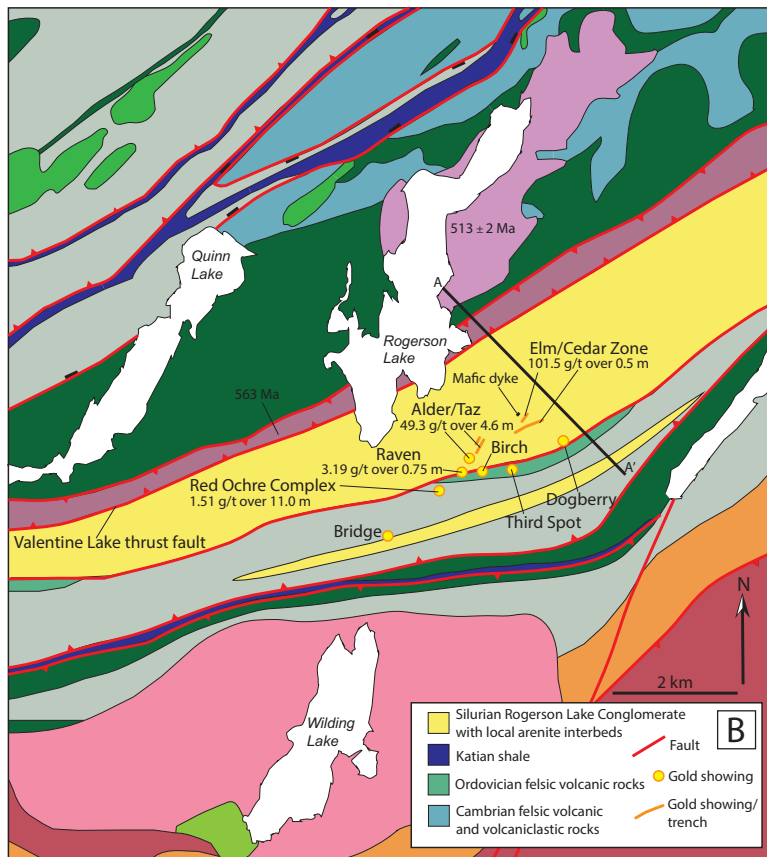 Quinn
Lake
513 ± 2 Ma
A
Rogerson
Lake
Elm/Cedar Zone
101.5 g/t over 0.5 m
Mafic dyke
563 Ma
Alder/Taz
49.3 g/t over 4.6 m
Birch
Raven
3.19 g/t over 0.75 m
A'
Red Ochre Complex
1.51 g/t over 11.0 m
Dogberry
Third Spot
Bridge
Valentine Lake thrust fault
N
2 km
Wilding
Lake
B
Silurian Rogerson Lake Conglomerate
with local arenite interbeds
Katian shale
Ordovician felsic volcanic rocks
Cambrian felsic volcanic
and volcaniclastic rocks
Fault
Gold showing
Gold showing/
trench